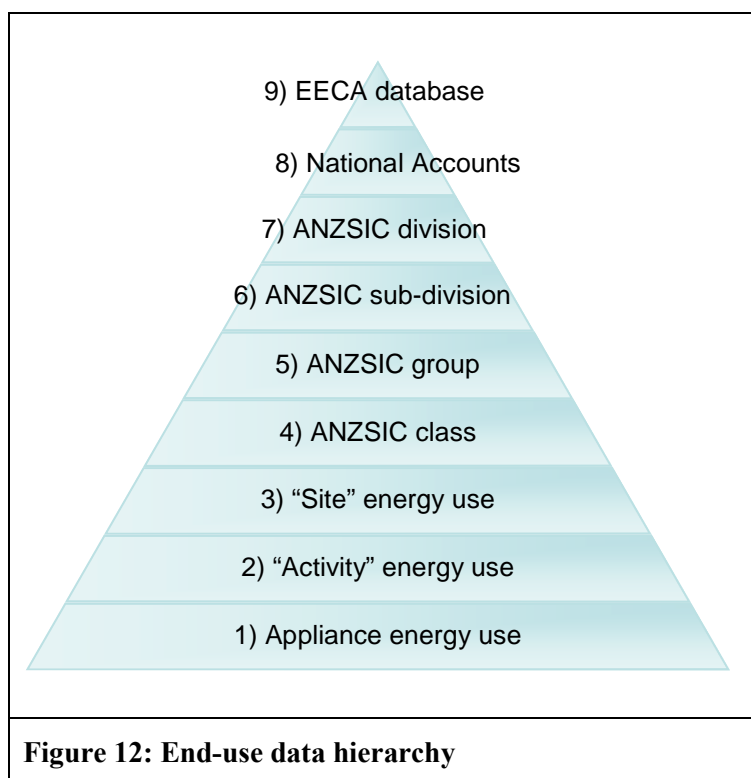 9) EECA database
8) National Accounts
7) ANZSIC division
6) ANZSIC sub-division
5) ANZSIC group
4) ANZSIC class
3) “Site” energy use
2) “Activity” energy use
1) Appliance energy use
Figure 12: End-use data hierarchy